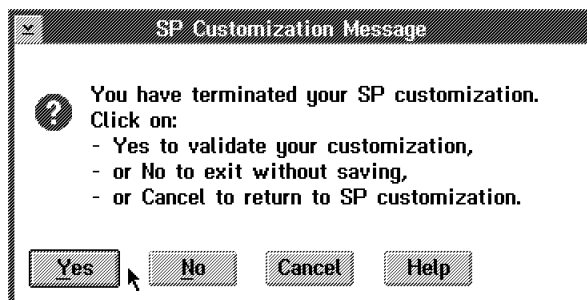 SP Customization Message
You have terminated your SP customization.
Click on:
- Yes to validate your customization,
- or No to exit without saving,
- or Cancel to return to SP customization.
Yes No Cancel Help